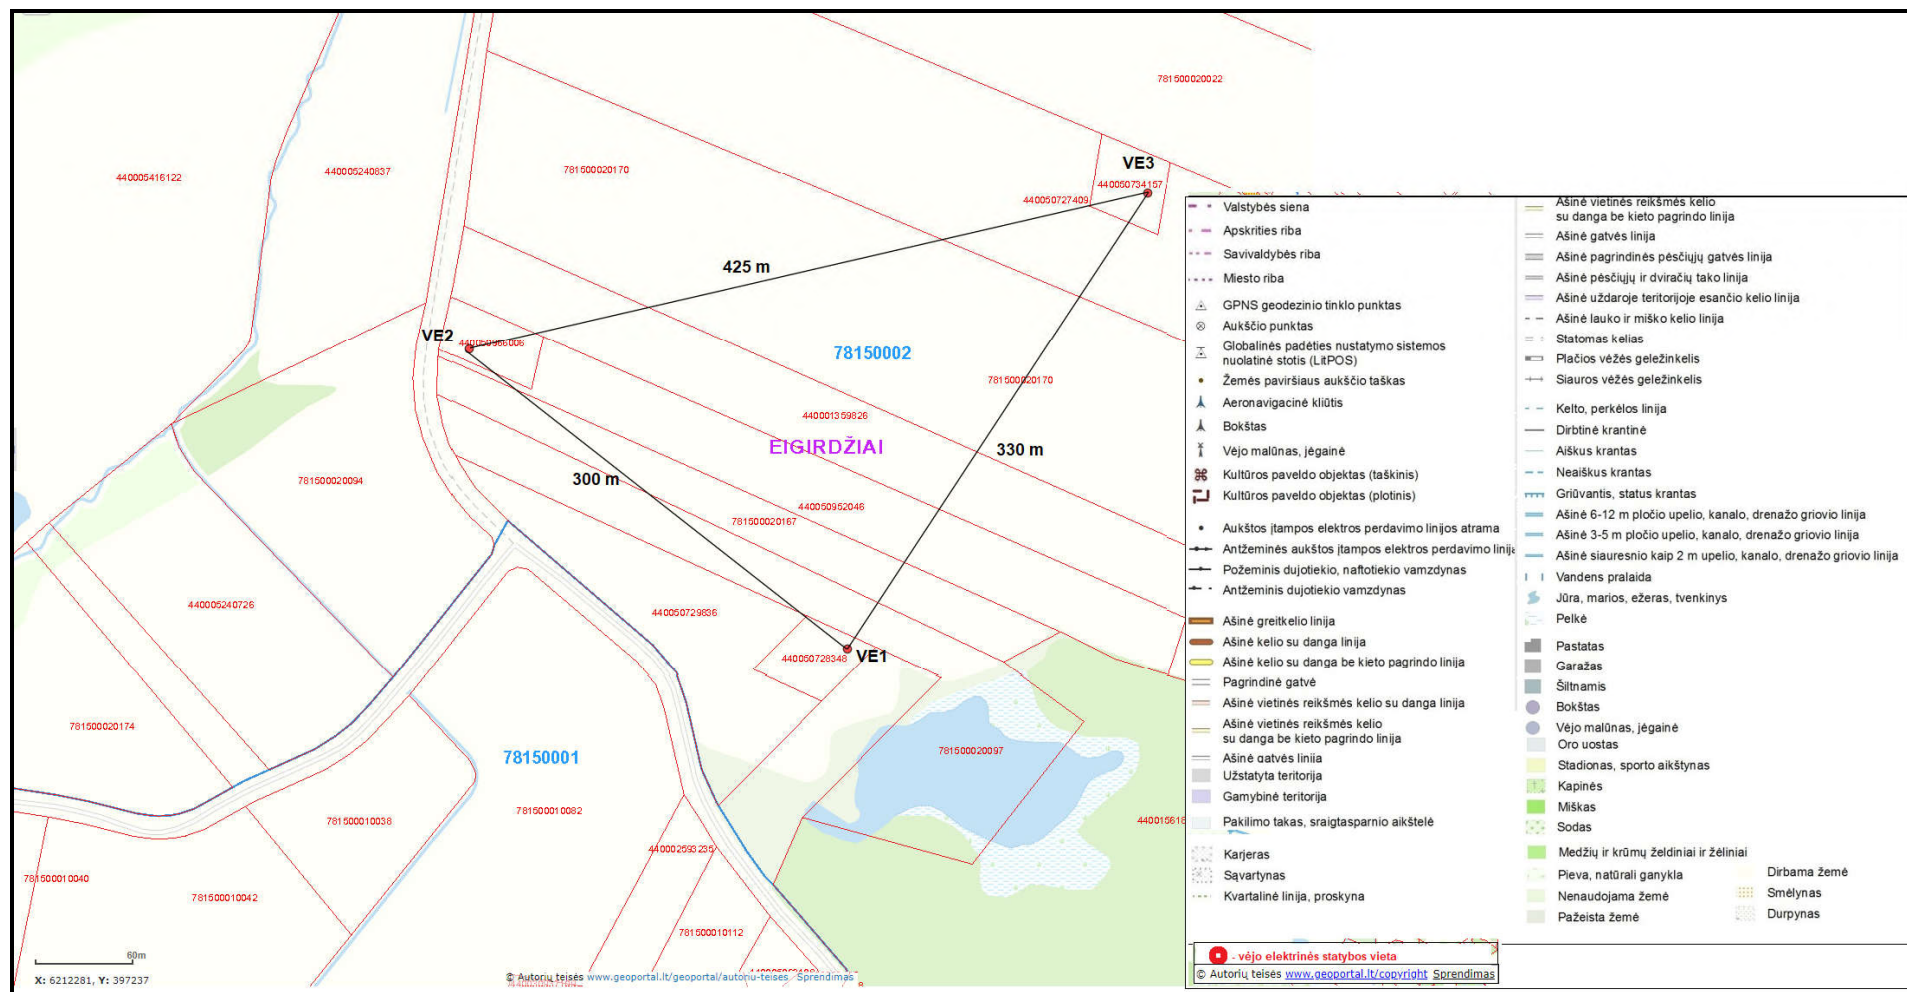 781500020022
VE3
440050734157
440050727409
781500020170
440005240837
440005416122
425 m
VE2
440050966006
78150002
781500020170
440001359826
EIGIRDŽIAI
330 m
300 m
781500020094
440050952046
781500020167
440005240726
440050729836
440050728348
VE1
781500020174
78150001
781500020097
781500010082
781500010038
440015618
440002593235
781500010040
781500010042
781500010112
60m
X: 6212281, Y: 397237
© Autorių teisės www.geoportal.lt/geoportal/autoriu-teises Sprendimas
Valstybės siena
Apskrities riba
Savivaldybės riba
Miesto riba
GPNS geodezinio tinklo punktas
Aukščio punktas
Globalinės padėties nustatymo sistemos
nuolatinė stotis (LitPOS)
Žemės paviršiaus aukščio taškas
Aeronavigacinė kliūtis
Bokštas
Vėjo malūnas, jėgainė
Kultūros paveldo objektas (taškinis)
Kultūros paveldo objektas (plotinis)
Aukštos įtampos elektros perdavimo linijos atrama
Antžeminės aukštos įtampos elektros perdavimo linija
Požeminis dujotiekio, naftotiekio vamzdynas
Antžeminis dujotiekio vamzdynas
Ašinė greitkelio linija
Ašinė kelio su danga linija
Ašinė kelio su danga be kieto pagrindo linija
Pagrindinė gatvė
Ašinė vietinės reikšmės kelio su danga linija
Ašinė vietinės reikšmės kelio
su danga be kieto pagrindo linija
Ašinė gatvės linija
Užstatyta teritorija
Gamybinė teritorija
Pakilimo takas, sraigtasparnio aikštelė
Karjeras
Sąvartynas
Kvartalinė linija, proskyna
Ašinė vietinės reikšmės kelio
su danga be kieto pagrindo linija
Ašinė gatvės linija
Ašinė pagrindinės pėsčiųjų gatvės linija
Ašinė pėsčiųjų ir dviračių tako linija
Ašinė uždaroje teritorijoje esančio kelio linija
Ašinė lauko ir miško kelio linija
Statomas kelias
Plačios vėžės geležinkelis
Siauros vėžės geležinkelis
Kelto, perkėlos linija
Dirbtinė krantinė
Aiškus krantas
Neaiškus krantas
Griūvantis, status krantas
Ašinė 6-12 m pločio upelio, kanalo, drenažo griovio linija
Ašinė 3-5 m pločio upelio, kanalo, drenažo griovio linija
Ašinė siauresnio kaip 2 m upelio, kanalo, drenažo griovio linija
Vandens pralaida
Jūra, marios, ežeras, tvenkinys
Pelkė
Pastatas
Garažas
Šiltnamis
Bokštas
Vėjo malūnas, jėgainė
Oro uostas
Stadionas, sporto aikštynas
Kapinės
Miškas
Sodas
Medžių ir krūmų želdiniai ir žėliniai
Pieva, natūrali ganykla
Nenaudojama žemė
Pažeista žemė
Dirbama žemė
Smėlynas
Durpynas
- vėjo elektrinės statybos vieta
© Autorių teisės www.geoportal.lt/copyright Sprendimas